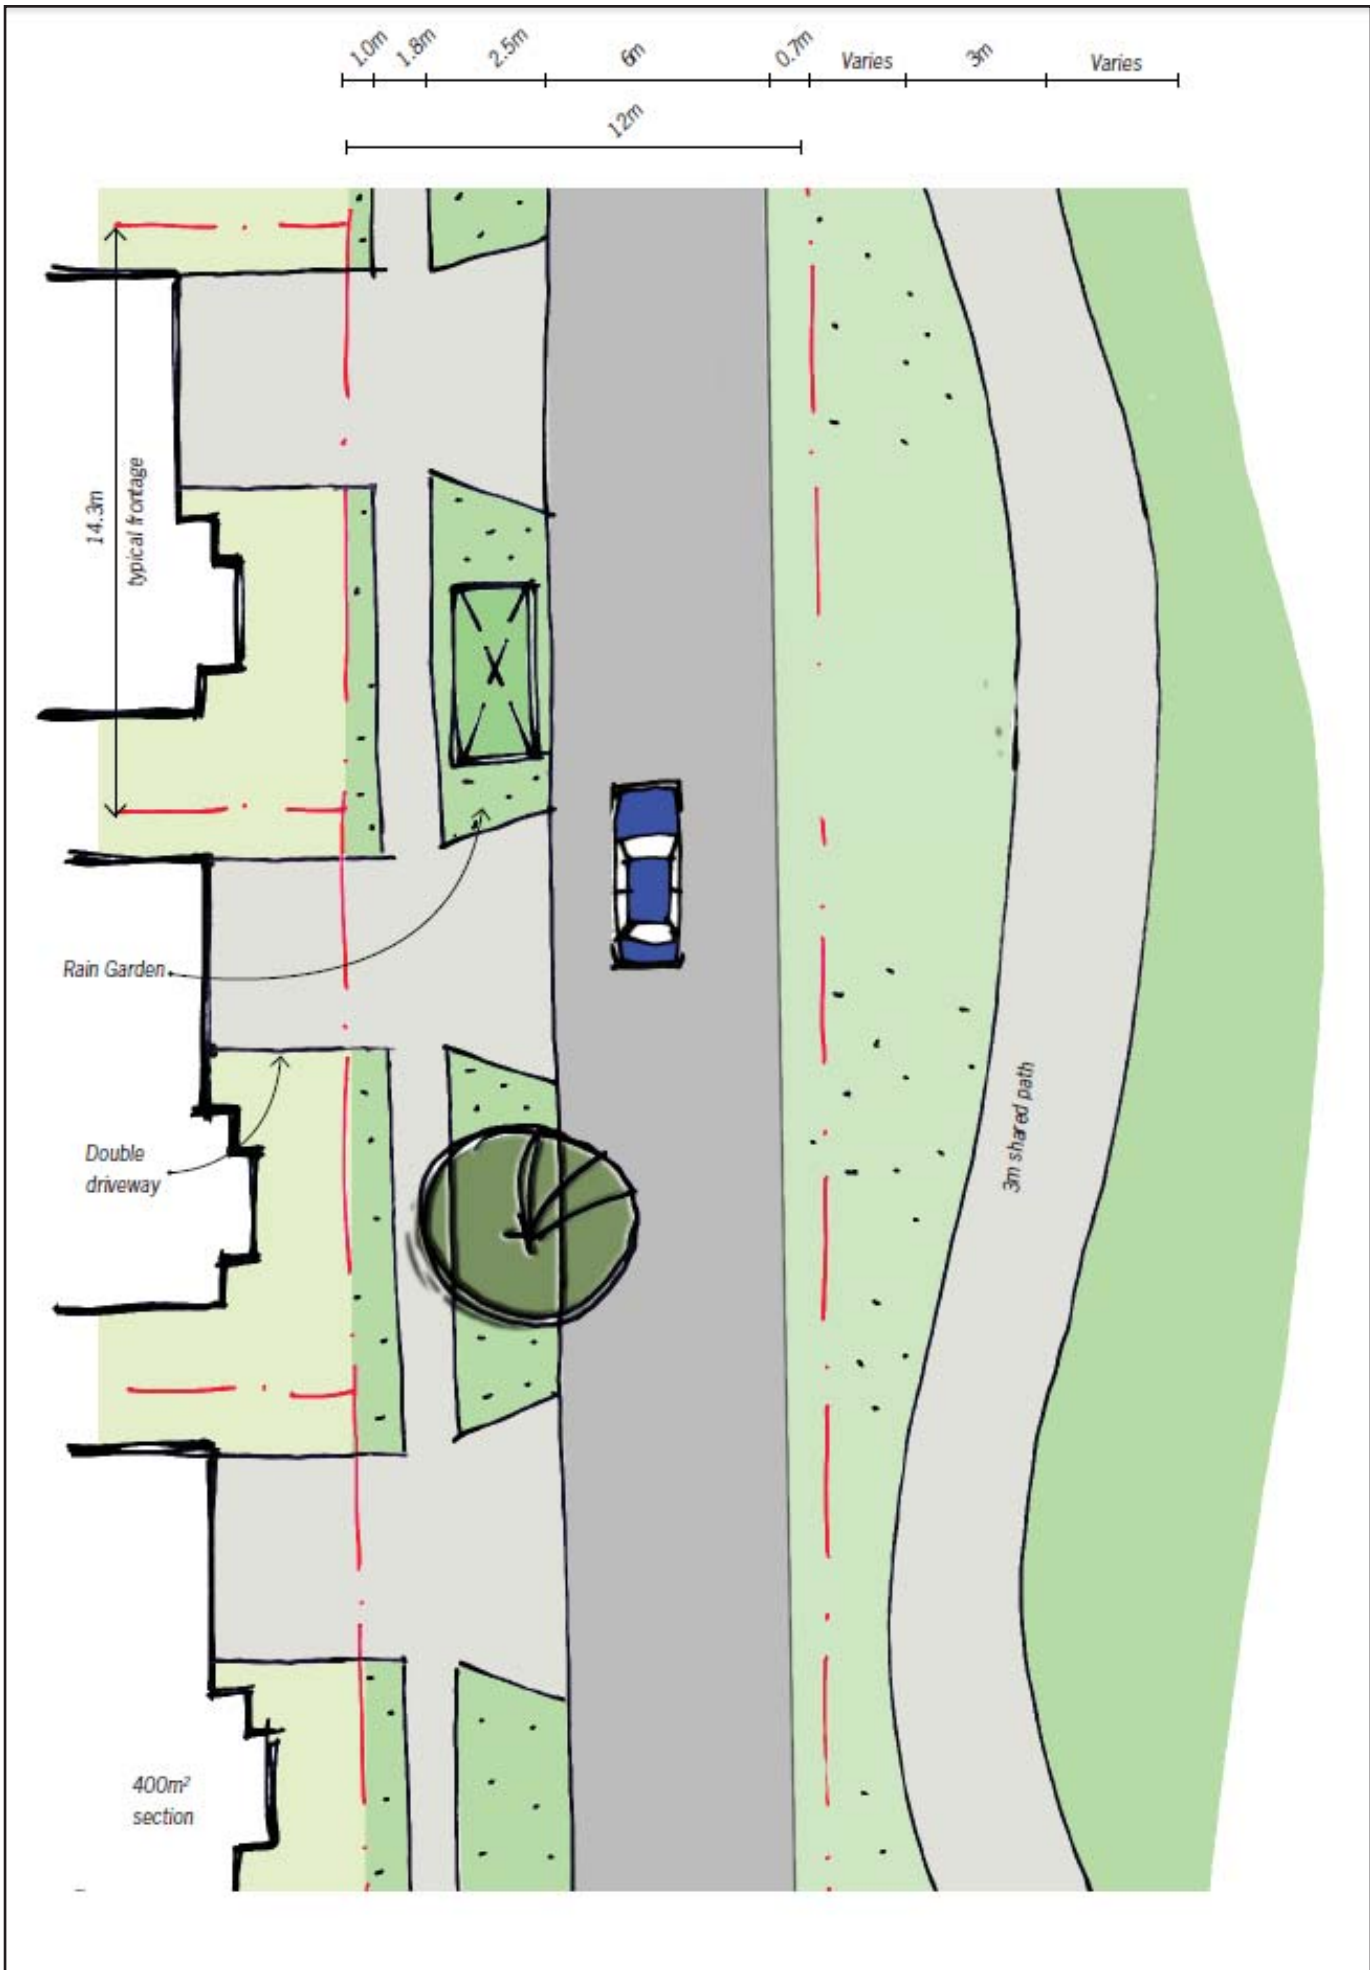 1.0m
1.8m
2.5m
6m
0.7m
Varies
3m
Varies
12m
14.3m
typical frontage
Rain Garden
Double
driveway
3m shared path
400m²
section